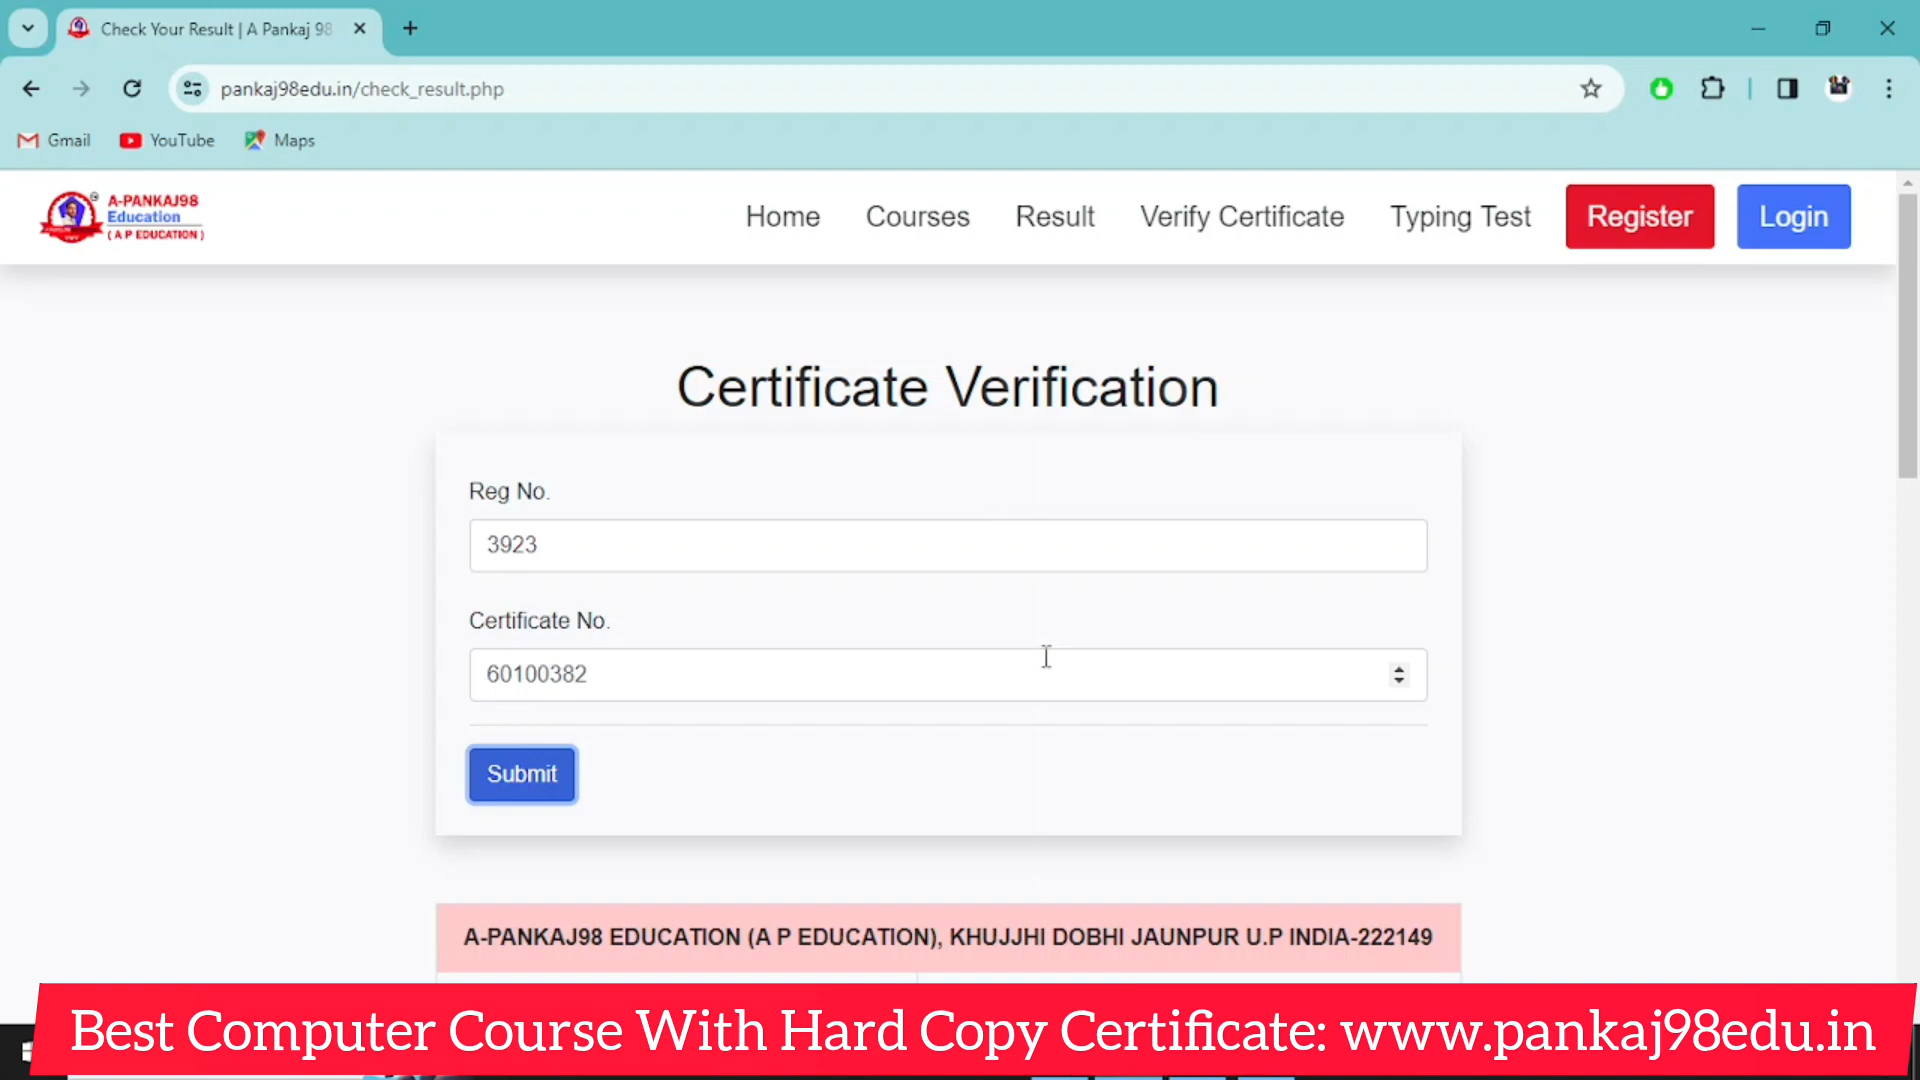 Check Your Result | A Pankaj 98
pankaj98edu.in/check_result.php
Gmail YouTube Maps
A-PANKAJ98
Education
( A P EDUCATION )
Home Courses Result Verify Certificate Typing Test Register Login
Certificate Verification
Reg No.
3923
Certificate No.
60100382
Submit
A-PANKAJ98 EDUCATION (A P EDUCATION), KHUJJHI DOBHI JAUNPUR U.P INDIA-222149
Best Computer Course With Hard Copy Certificate: www.pankaj98edu.in